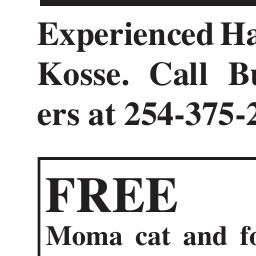 Experienced Ha
Kosse. Call Bu
ers at 254-375-2
FREE
Moma cat and fo